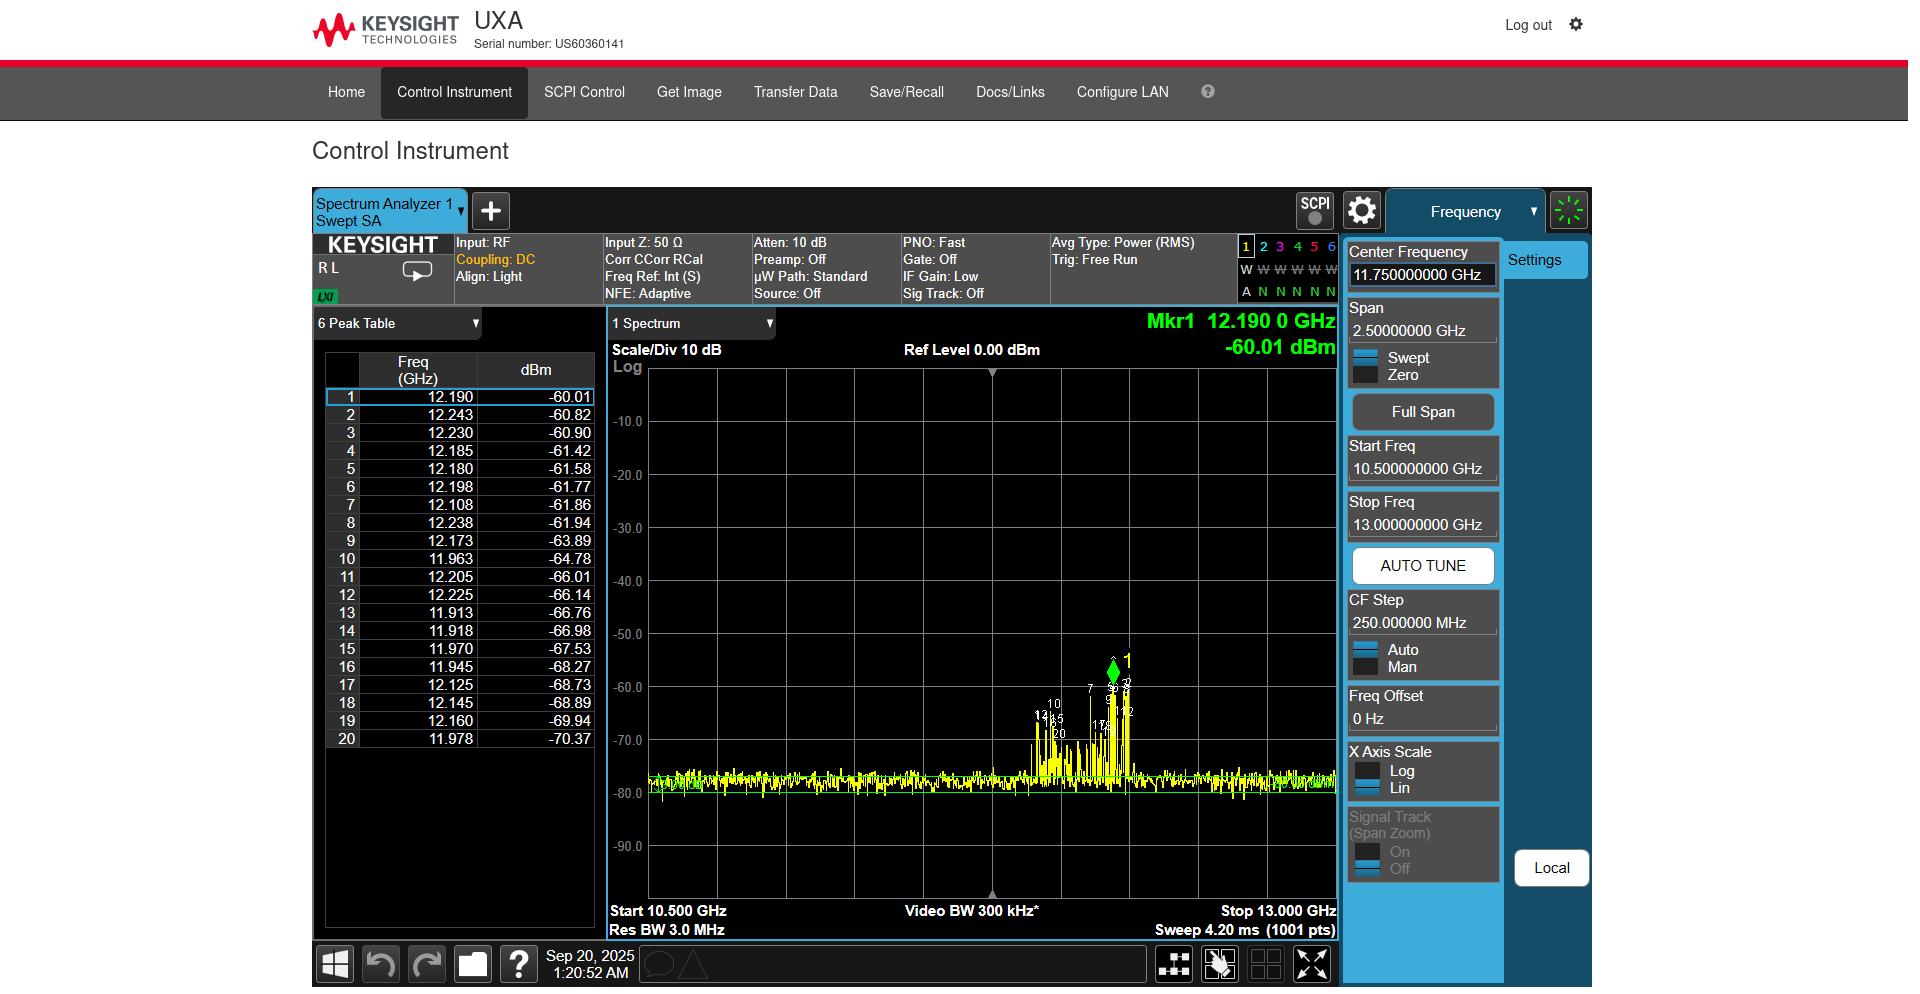 KEYSIGHT
TECHNOLOGIES
UXA
Serial number: US60360141
Log out
Home
Control Instrument
SCPI Control
Get Image
Transfer Data
Save/Recall
Docs/Links
Configure LAN
?
Control Instrument
Spectrum Analyzer 1
Swept SA
SCPI
Frequency
KEYSIGHT
R L
LXI
Input: RF
Coupling: DC
Align: Light
Input Z: 50 Ω
Corr CCorr RCal
Freq Ref: Int (S)
NFE: Adaptive
Atten: 10 dB
Preamp: Off
µW Path: Standard
Source: Off
PNO: Fast
Gate: Off
IF Gain: Low
Sig Track: Off
Avg Type: Power (RMS)
Trig: Free Run
1 2 3 4 5 6
W W W W W W
A N N N N N
6 Peak Table
Freq
(GHz)
dBm
1 12.190 -60.01
2 12.243 -60.82
3 12.230 -60.90
4 12.185 -61.42
5 12.180 -61.58
6 12.198 -61.77
7 12.108 -61.86
8 12.238 -61.94
9 12.173 -63.89
10 11.963 -64.78
11 12.205 -66.01
12 12.225 -66.14
13 11.913 -66.76
14 11.918 -66.98
15 11.970 -67.53
16 11.945 -68.27
17 12.125 -68.73
18 12.145 -68.89
19 12.160 -69.94
20 11.978 -70.37
1 Spectrum
Mkr1 12.190 0 GHz
-60.01 dBm
Scale/Div 10 dB
Ref Level 0.00 dBm
Log
-10.0
-20.0
-30.0
-40.0
-50.0
-60.0
-70.0
-80.0
-90.0
1
7
10
15
20
Start 10.500 GHz
Video BW 300 kHz*
Stop 13.000 GHz
Res BW 3.0 MHz
Sweep 4.20 ms (1001 pts)
Center Frequency
11.750000000 GHz
Settings
Span
2.50000000 GHz
Swept
Zero
Full Span
Start Freq
10.500000000 GHz
Stop Freq
13.000000000 GHz
AUTO TUNE
CF Step
250.000000 MHz
Auto
Man
Freq Offset
0 Hz
X Axis Scale
Log
Lin
Signal Track
(Span Zoom)
On
Off
Local
?
Sep 20, 2025
1:20:52 AM